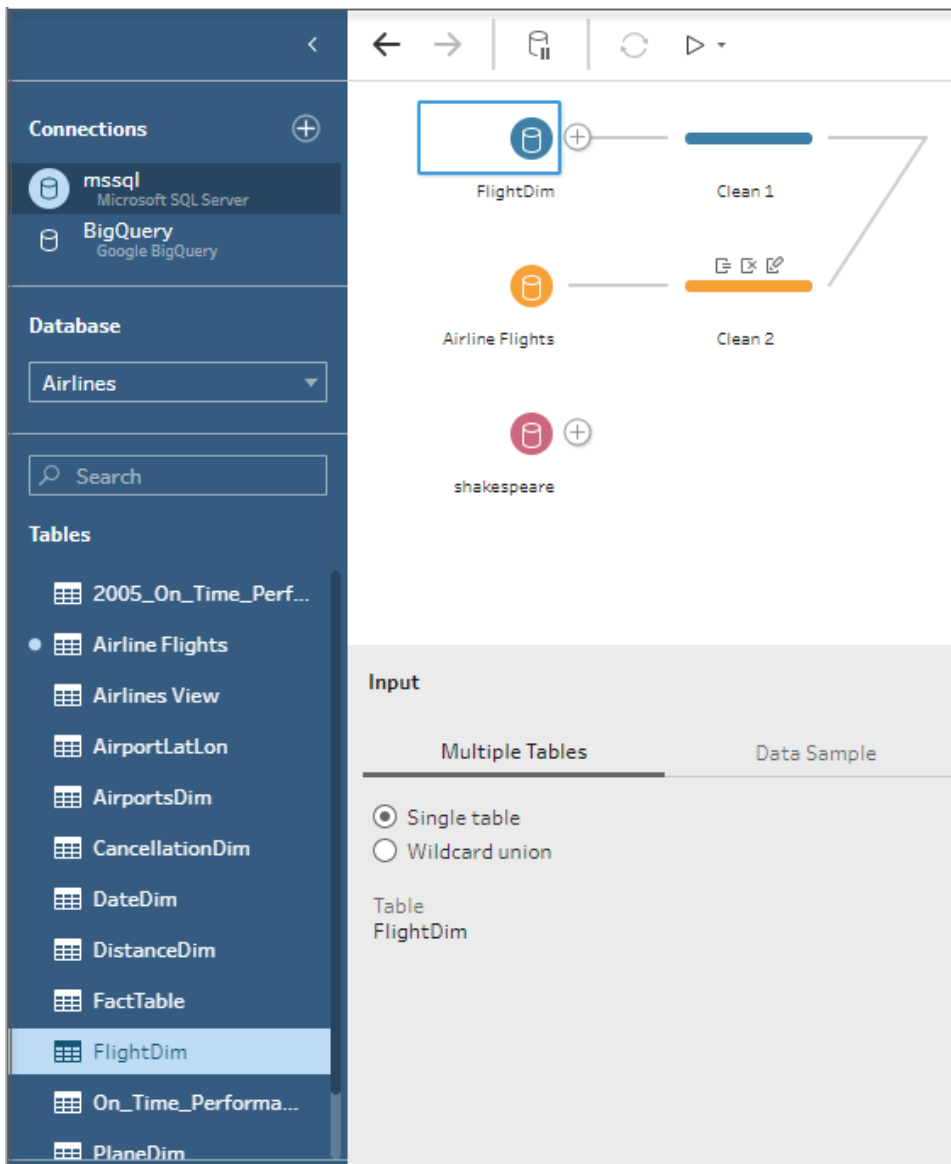 Connections
mssql
Microsoft SQL Server
BigQuery
Google BigQuery
Database
Airlines
Search
Tables
2005_On_Time_Perf...
Airline Flights
Airlines View
AirportLatLon
AirportsDim
CancellationDim
DateDim
DistanceDim
FactTable
FlightDim
On_Time_Performa...
PlaneDim
FlightDim
Clean 1
Airline Flights
Clean 2
shakespeare
Input
Multiple Tables
Data Sample
Single table
Wildcard union
Table
FlightDim